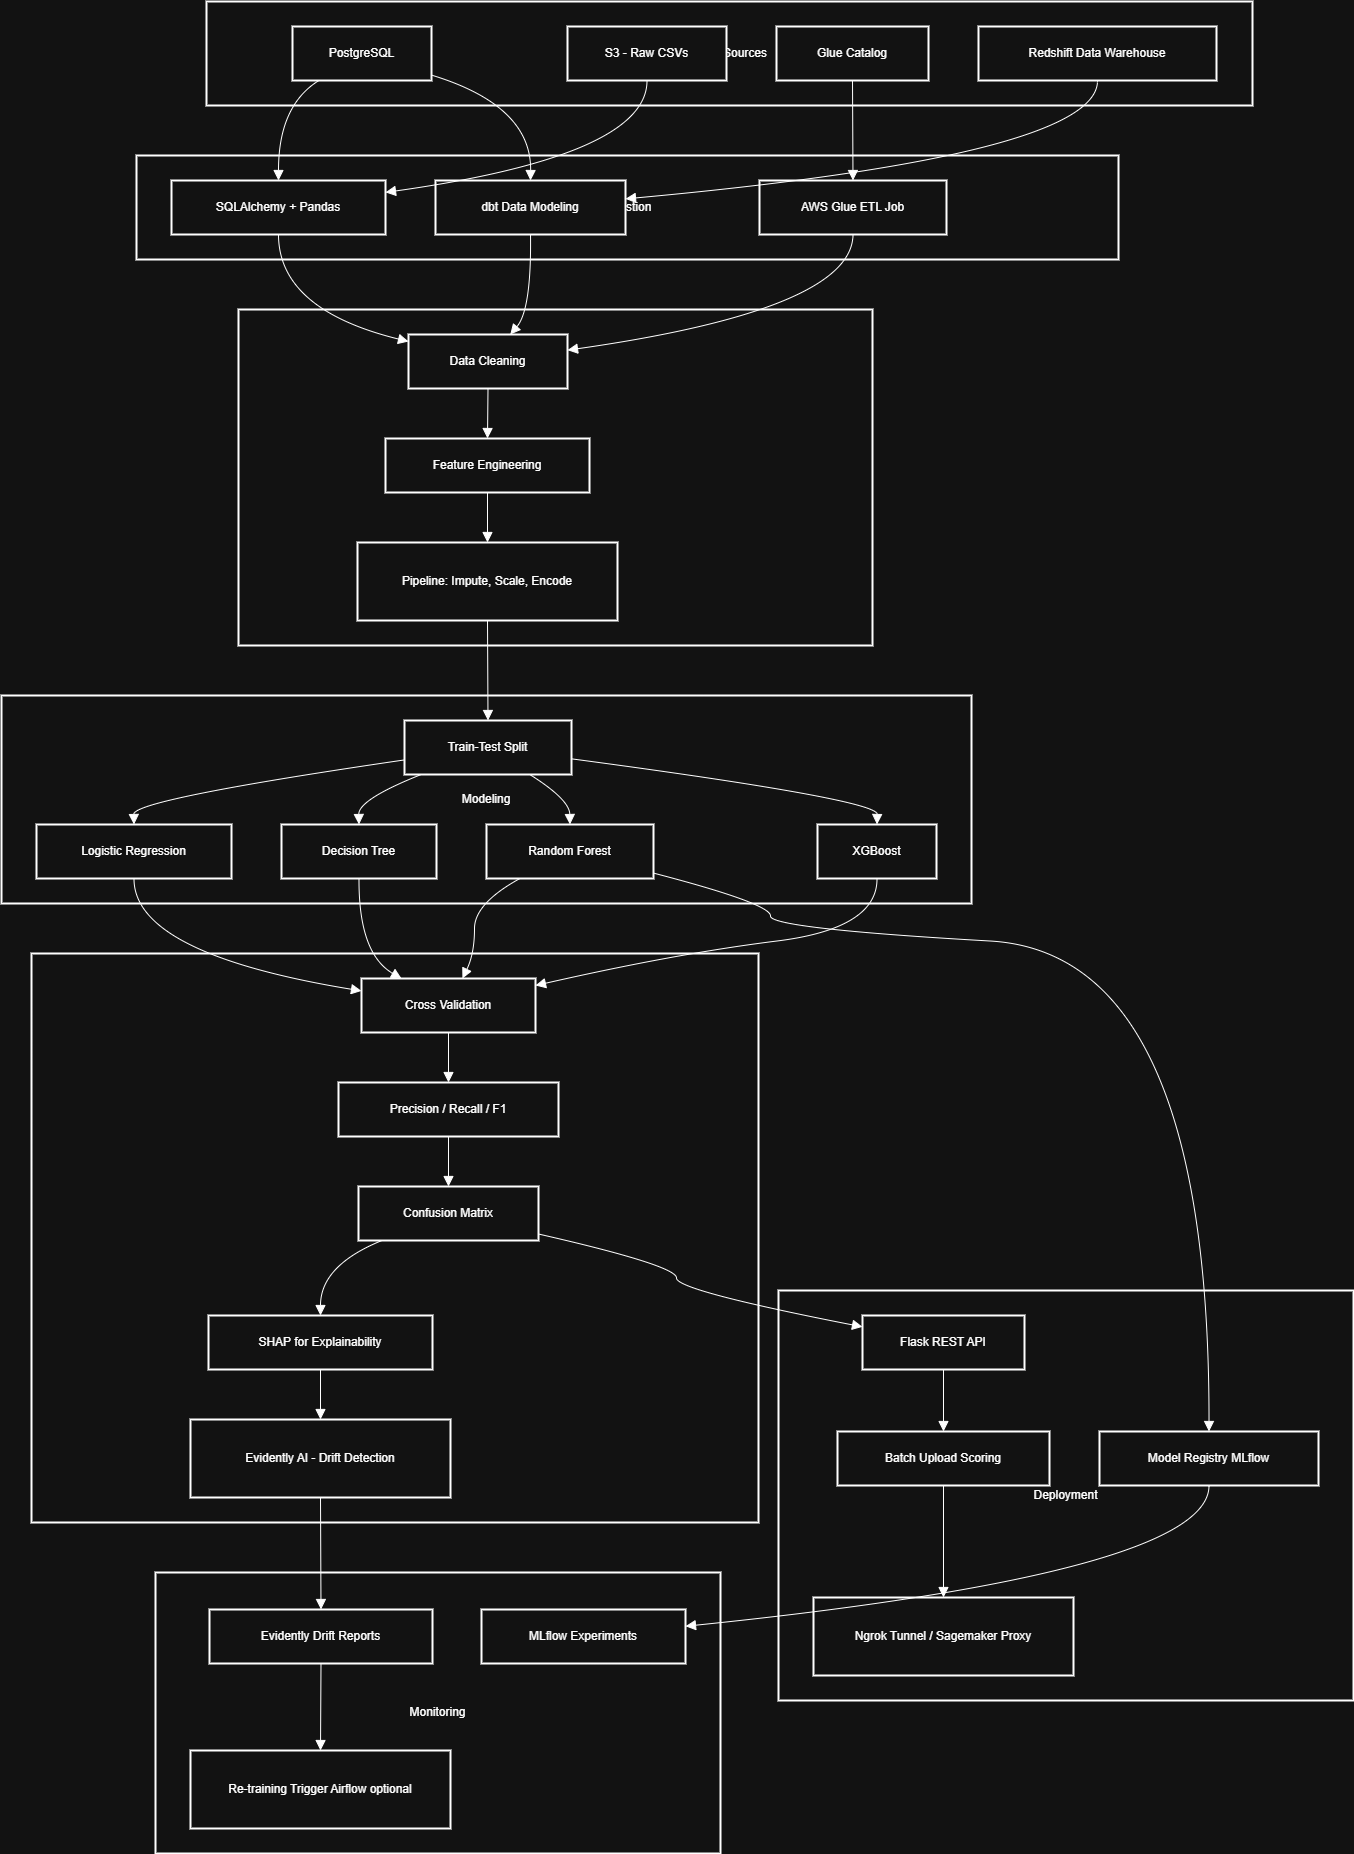 PostgreSQL
S3 - Raw CSVs
Sources
Glue Catalog
Redshift Data Warehouse
SQLAlchemy + Pandas
dbt Data Modeling
stion
AWS Glue ETL Job
Data Cleaning
Feature Engineering
Pipeline: Impute, Scale, Encode
Train-Test Split
Modeling
Logistic Regression
Decision Tree
Random Forest
XGBoost
Cross Validation
Precision / Recall / F1
Confusion Matrix
SHAP for Explainability
Flask REST API
Evidently AI - Drift Detection
Batch Upload Scoring
Model Registry MLflow
Deployment
Evidently Drift Reports
MLflow Experiments
Ngrok Tunnel / Sagemaker Proxy
Monitoring
Re-training Trigger Airflow optional